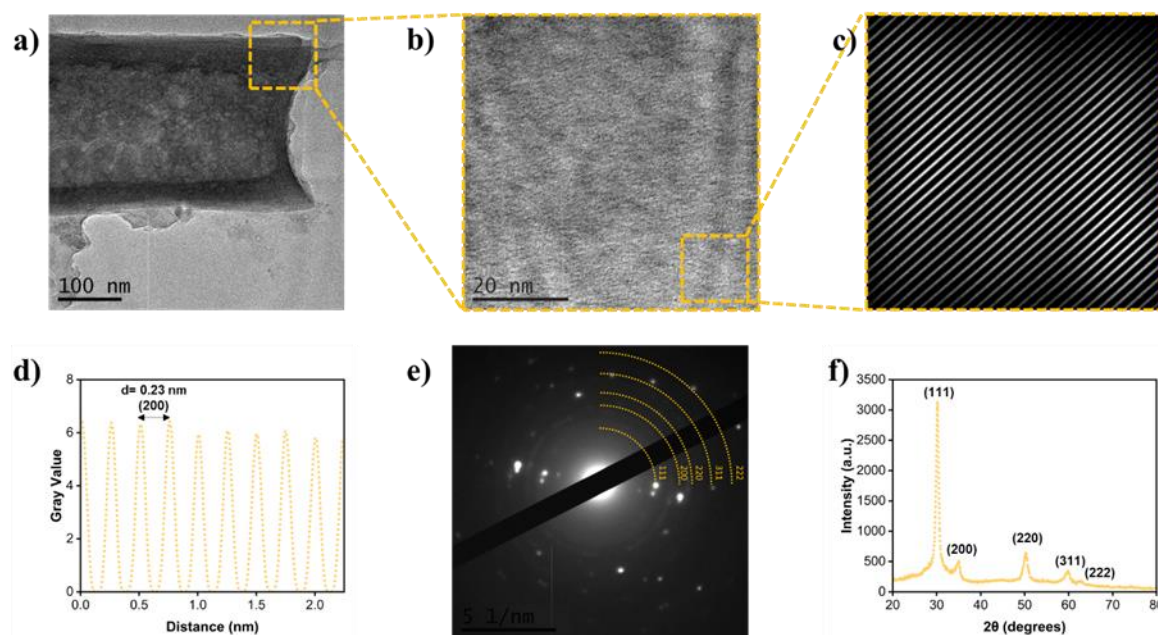 a)
b)
c)
100 nm
20 nm
d)
e)
f)
8
6
4
2
0
Gray Value
d= 0.23 nm
(200)
0.0 0.5 1.0 1.5 2.0
Distance (nm)
111
200
220
311
222
5 1/nm
3500
3000
2500
2000
1500
1000
500
0
Intensity (a.u.)
(111)
(200)
(220)
(311)
(222)
20 30 40 50 60 70 80
2θ (degrees)